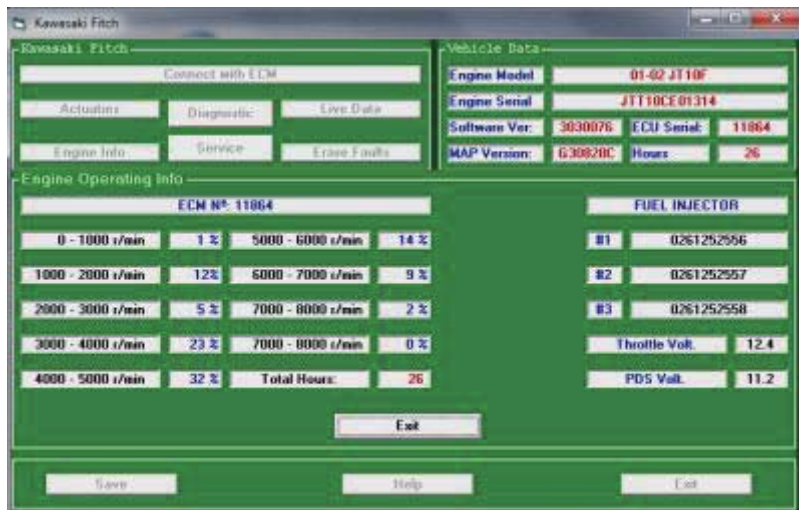 Kawasaki Fitch
Kawasaki Fitch
Connect with ECM
Actuators Diagnostic Live Data
Engine Info Service Erase Faults
Vehicle Data
Engine Model 01-02 JT10F
Engine Serial JTT10CE01314
Software Ver: 3030076 ECU Serial: 11864
MAP Version: G30820C Hours 26
Engine Operating Info
ECM Nº: 11864
0 - 1000 r/min 1 % 5000 - 6000 r/min 14 %
1000 - 2000 r/min 12% 6000 - 7000 r/min 9 %
2000 - 3000 r/min 5 % 7000 - 8000 r/min 2 %
3000 - 4000 r/min 23 % 7000 - 8000 r/min 0 %
4000 - 5000 r/min 32 % Total Hours: 26
FUEL INJECTOR
#1 0261252556
#2 0261252557
#3 0261252558
Throttle Volt. 12.4
PDS Volt. 11.2
Exit
Save Help Exit